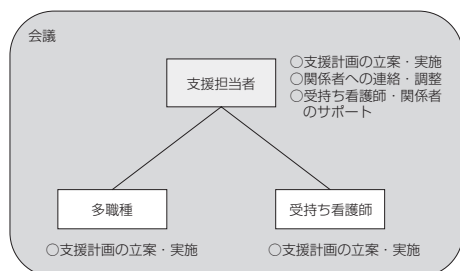 会議
支援担当者
○支援計画の立案・実施
○関係者への連絡・調整
○受持ち看護師・関係者
のサポート
多職種
受持ち看護師
○支援計画の立案・実施
○支援計画の立案・実施